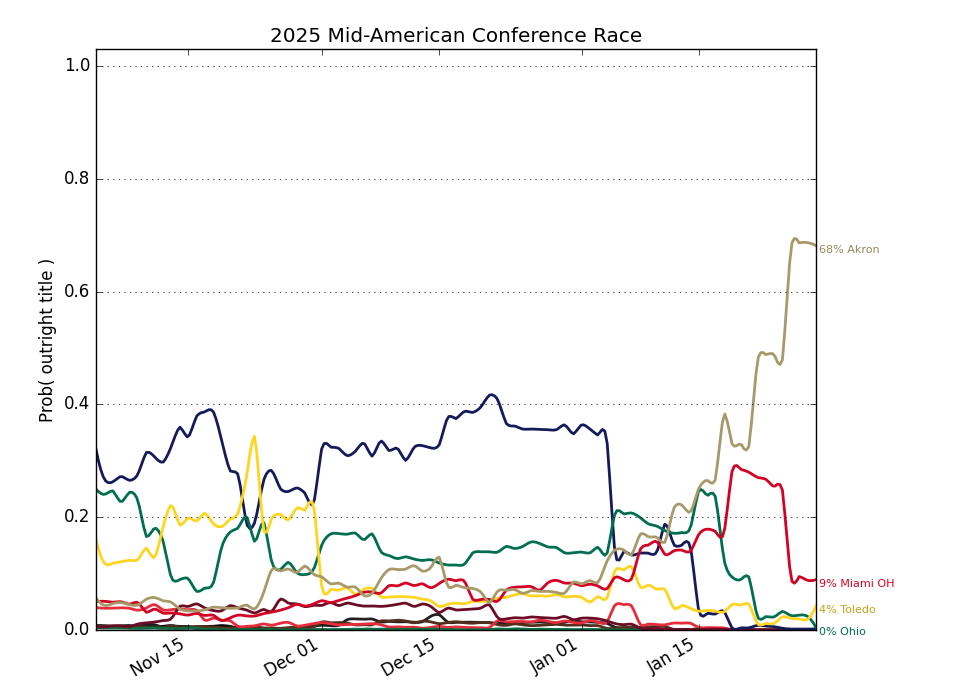 2025 Mid-American Conference Race
Prob( outright title )
1.0
0.8
0.6
0.4
0.2
0.0
68% Akron
9% Miami OH
4% Toledo
0% Ohio
Nov 15
Dec 01
Dec 15
Jan 01
Jan 15